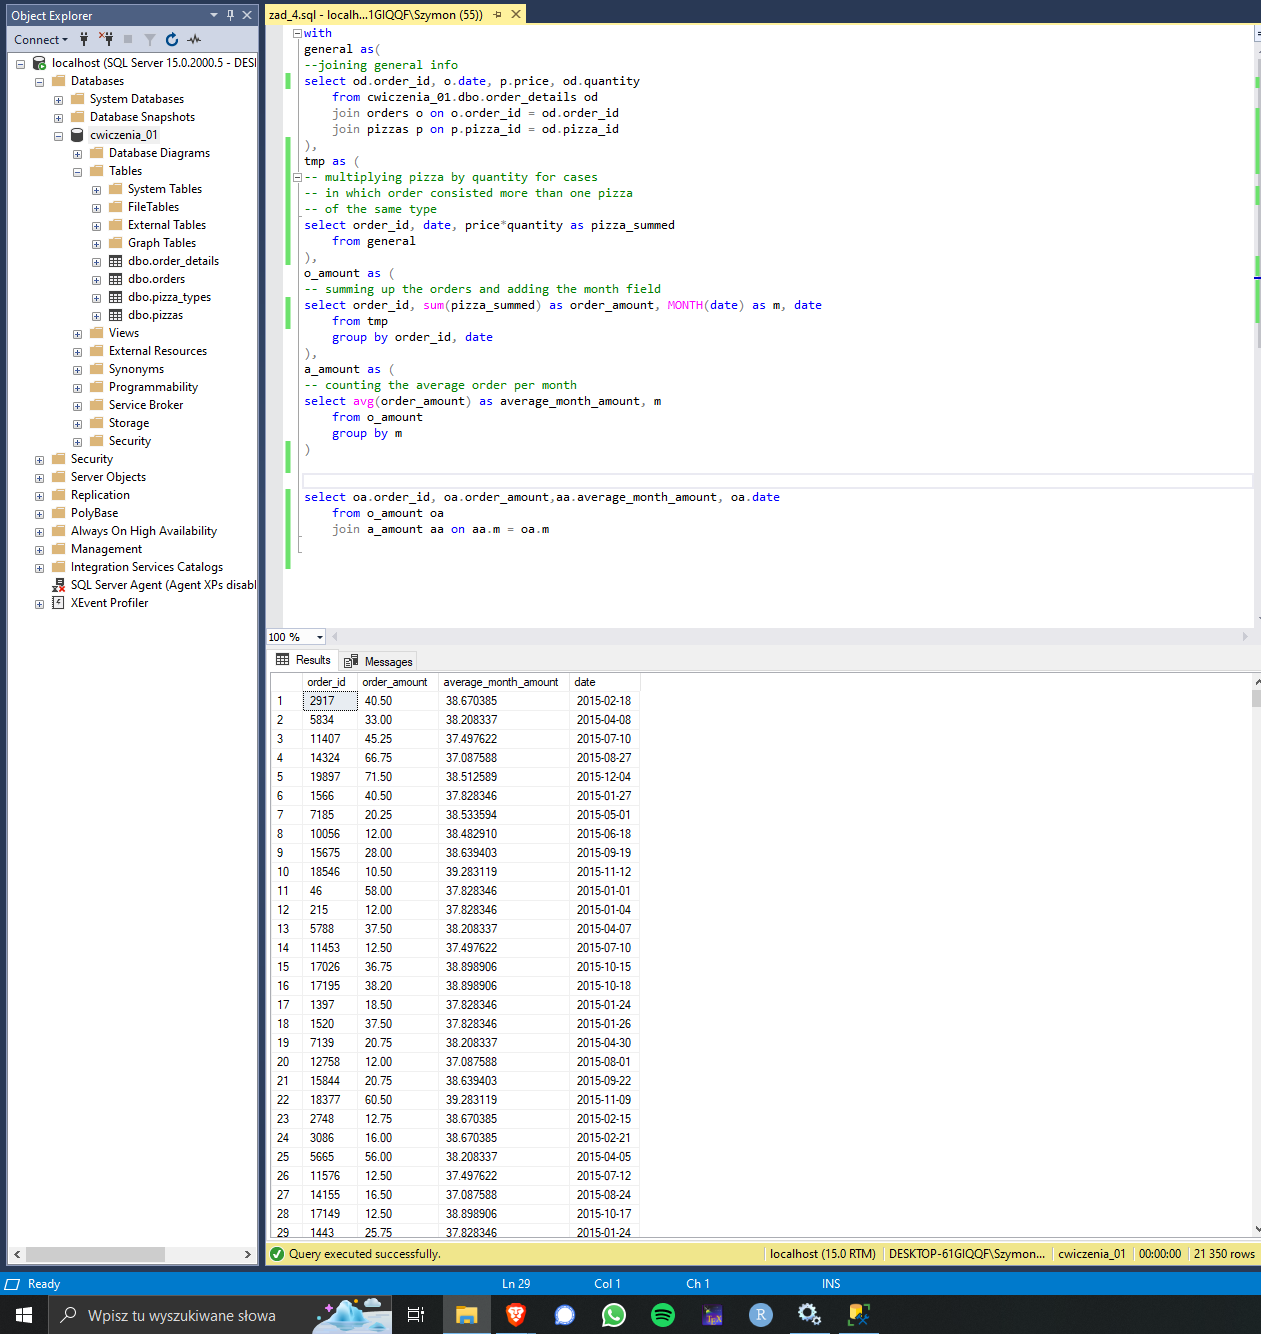 Object Explorer
Connect
localhost (SQL Server 15.0.2000.5 - DESI
Databases
System Databases
Database Snapshots
cwiczenia_01
Database Diagrams
Tables
System Tables
FileTables
External Tables
Graph Tables
dbo.order_details
dbo.orders
dbo.pizza_types
dbo.pizzas
Views
External Resources
Synonyms
Programmability
Service Broker
Storage
Security
Security
Server Objects
Replication
PolyBase
Always On High Availability
Management
Integration Services Catalogs
SQL Server Agent (Agent XPs disabl
XEvent Profiler
zad_4.sql - localh...1GIQQF\Szymon (55))
with
general as(
--joining general info
select od.order_id, o.date, p.price, od.quantity
from cwiczenia_01.dbo.order_details od
join orders o on o.order_id = od.order_id
join pizzas p on p.pizza_id = od.pizza_id
),
tmp as (
-- multiplying pizza by quantity for cases
-- in which order consisted more than one pizza
-- of the same type
select order_id, date, price*quantity as pizza_summed
from general
),
o_amount as (
-- summing up the orders and adding the month field
select order_id, sum(pizza_summed) as order_amount, MONTH(date) as m, date
from tmp
group by order_id, date
),
a_amount as (
-- counting the average order per month
select avg(order_amount) as average_month_amount, m
from o_amount
group by m
)
select oa.order_id, oa.order_amount,aa.average_month_amount, oa.date
from o_amount oa
join a_amount aa on aa.m = oa.m
100 %
Results Messages
order_id order_amount average_month_amount date
1 2917 40.50 38.670385 2015-02-18
2 5834 33.00 38.208337 2015-04-08
3 11407 45.25 37.497622 2015-07-10
4 14324 66.75 37.087588 2015-08-27
5 19897 71.50 38.512589 2015-12-04
6 1566 40.50 37.828346 2015-01-27
7 7185 20.25 38.533594 2015-05-01
8 10056 12.00 38.482910 2015-06-18
9 15675 28.00 38.639403 2015-09-19
10 18546 10.50 39.283119 2015-11-12
11 46 58.00 37.828346 2015-01-01
12 215 12.00 37.828346 2015-01-04
13 5788 37.50 38.208337 2015-04-07
14 11453 12.50 37.497622 2015-07-10
15 17026 36.75 38.898906 2015-10-15
16 17195 38.20 38.898906 2015-10-18
17 1397 18.50 37.828346 2015-01-24
18 1520 37.50 37.828346 2015-01-26
19 7139 20.75 38.208337 2015-04-30
20 12758 12.00 37.087588 2015-08-01
21 15844 20.75 38.639403 2015-09-22
22 18377 60.50 39.283119 2015-11-09
23 2748 12.75 38.670385 2015-02-15
24 3086 16.00 38.670385 2015-02-21
25 5665 56.00 38.208337 2015-04-05
26 11576 12.50 37.497622 2015-07-12
27 14155 16.50 37.087588 2015-08-24
28 17149 12.50 38.898906 2015-10-17
29 1443 25.75 37.828346 2015-01-24
Query executed successfully. localhost (15.0 RTM) DESKTOP-61GIQQF\Szymon... cwiczenia_01 00:00:00 21 350 rows
Ready Ln 29 Col 1 Ch 1 INS
Wpisz tu wyszukiwane słowa